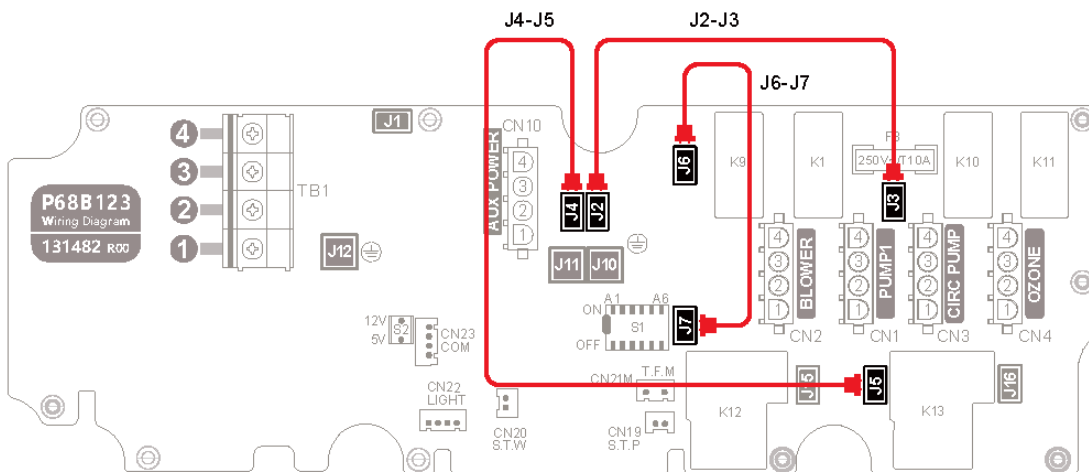 J4-J5
J2-J3
J6-J7
J1
4
3
2
1
TB1
P68B123
Wiring Diagram
131482 R00
J12
AUX POWER
CN10
4
3
2
1
J4
J2
J11
J10
J6
K9
K1
F3
250V/T10A
K10
K11
J3
4
3
2
1
BLOWER
CN2
4
3
2
1
PUMP1
CN1
4
3
2
1
CIRC PUMP
CN3
4
3
2
1
OZONE
CN4
A1 A6
ON
S1
OFF
J7
12V
5V
S2
CN23
COM
CN22
LIGHT
CN20
S.T.W
T.F.M
CN21M
CN19
S.T.P
K12
J5
K13
J16